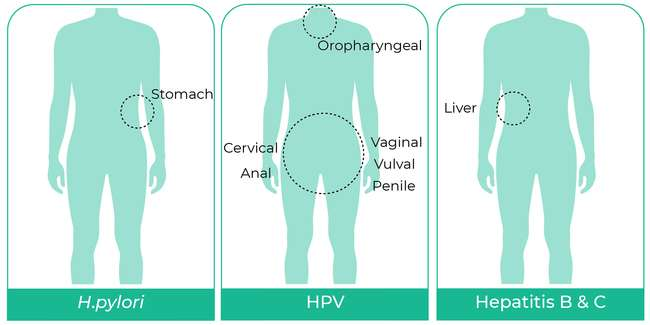 Stomach
H.pylori
Oropharyngeal
Cervical
Anal
Vaginal
Vulval
Penile
HPV
Liver
Hepatitis B & C